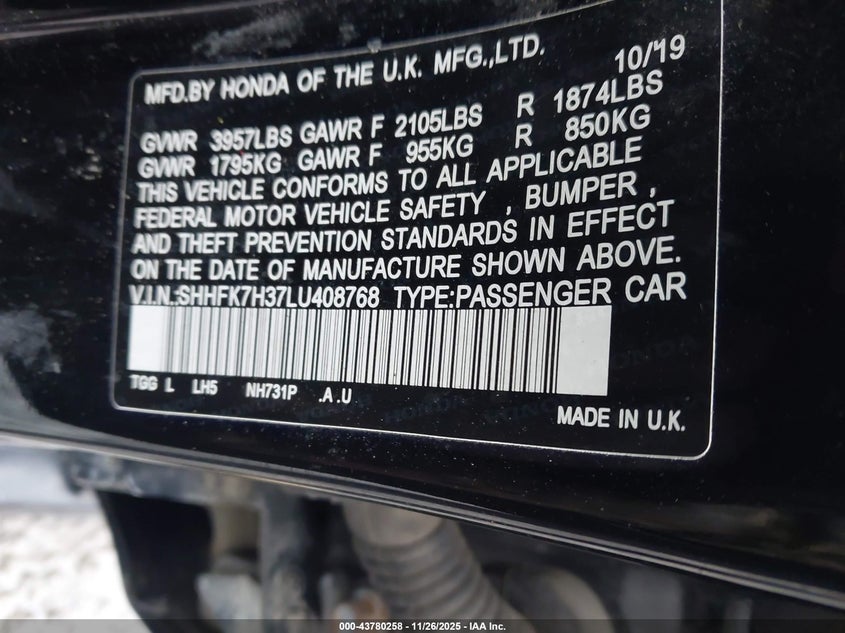 MFD.BY HONDA OF THE U.K. MFG.,LTD. 10/'19
GVWR 3957LBS GAWR F 2105LBS R 1874LBS
GVWR 1795KG GAWR F 955KG R 850KG
THIS VEHICLE CONFORMS TO ALL APPLICABLE
FEDERAL MOTOR VEHICLE SAFETY , BUMPER ,
AND THEFT PREVENTION STANDARDS IN EFFECT
ON THE DATE OF MANUFACTURE SHOWN ABOVE.
V.I.N.:SHHFK7H37LU408768 TYPE:PASSENGER CAR
TGG L LH5 NH731P .A .U
MADE IN U.K.
000-43780258 - 11/26/2025 - IAA Inc.